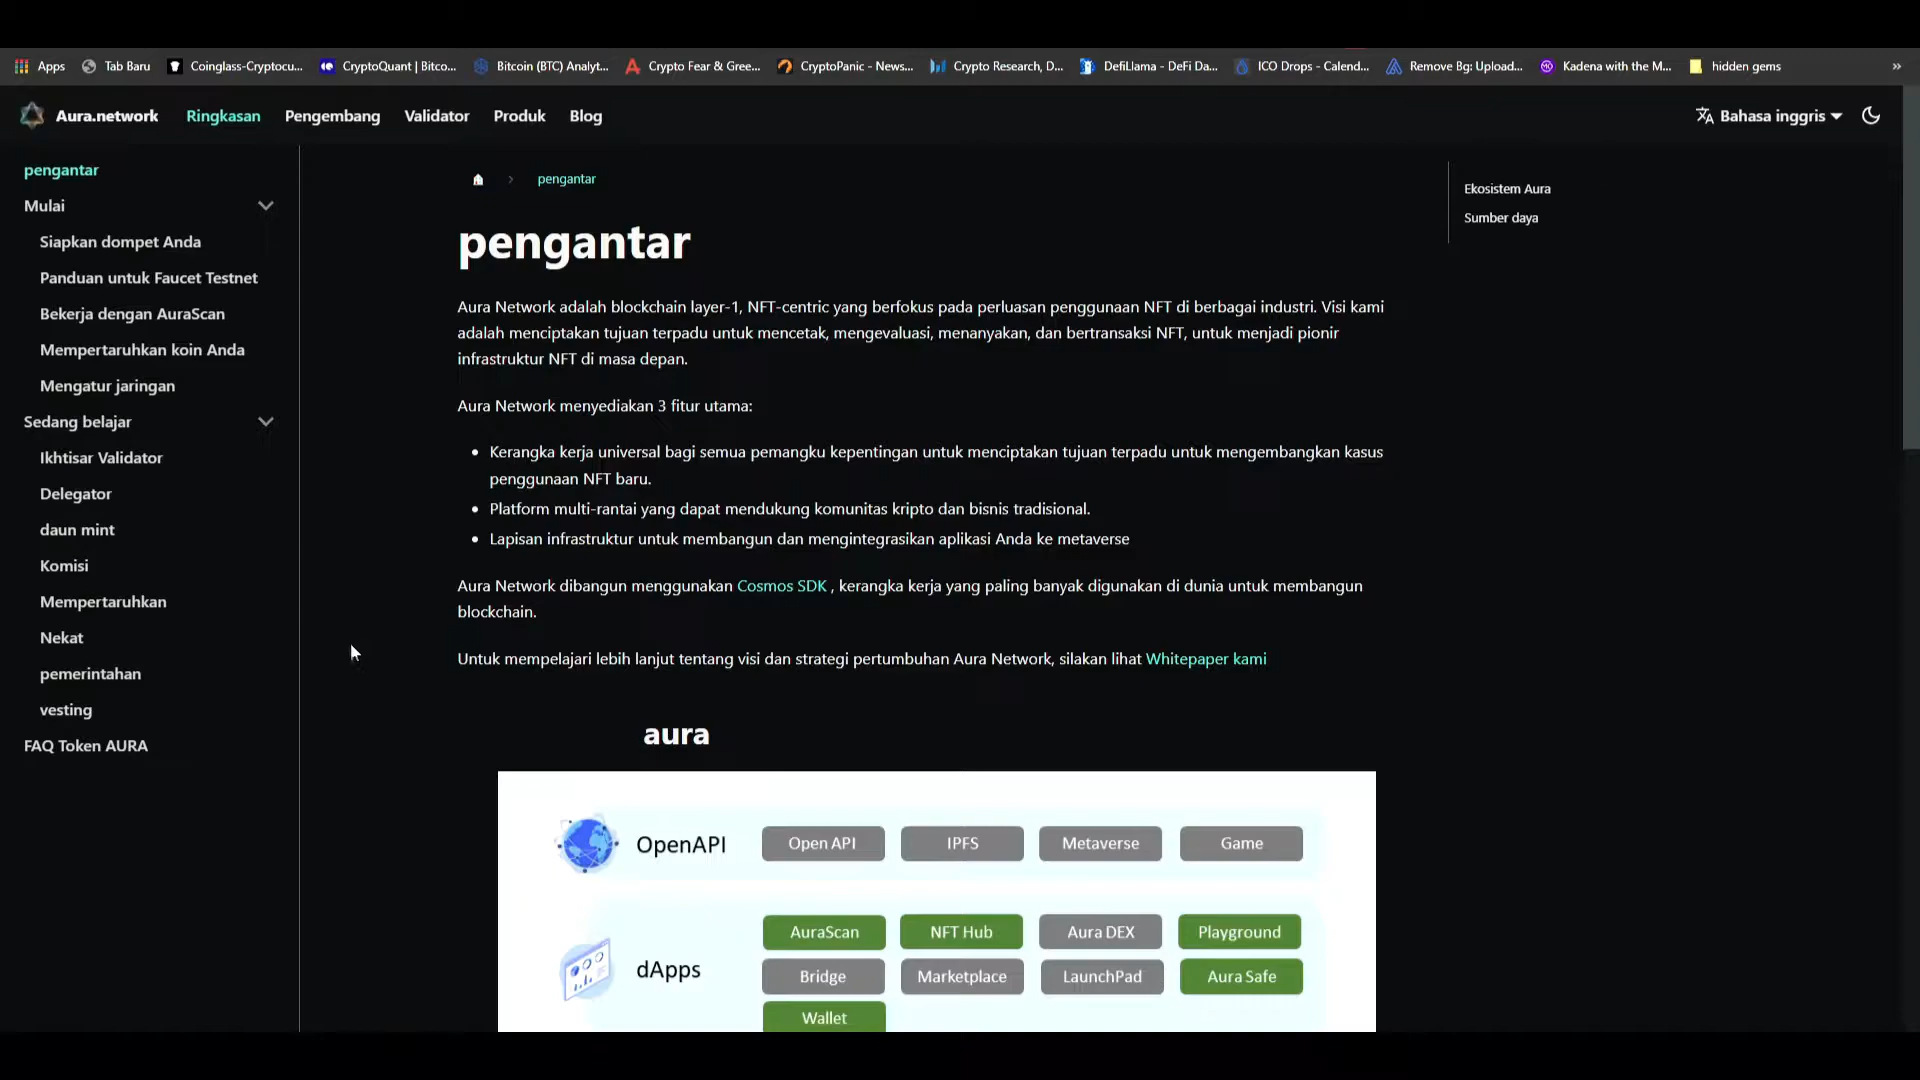 Apps Tab Baru Coinglass-Cryptocu... CryptoQuant | Bitco... Bitcoin (BTC) Analyt... Crypto Fear & Gree... CryptoPanic - News... Crypto Research, D... DefiLlama - DeFi Da... ICO Drops - Calend... Remove Bg: Upload... Kadena with the M... hidden gems »
Aura.network Ringkasan Pengembang Validator Produk Blog Bahasa inggris
pengantar
Mulai
Siapkan dompet Anda
Panduan untuk Faucet Testnet
Bekerja dengan AuraScan
Mempertaruhkan koin Anda
Mengatur jaringan
Sedang belajar
Ikhtisar Validator
Delegator
daun mint
Komisi
Mempertaruhkan
Nekat
pemerintahan
vesting
FAQ Token AURA
pengantar
pengantar
Aura Network adalah blockchain layer-1, NFT-centric yang berfokus pada perluasan penggunaan NFT di berbagai industri. Visi kami
adalah menciptakan tujuan terpadu untuk mencetak, mengevaluasi, menanyakan, dan bertransaksi NFT, untuk menjadi pionir
infrastruktur NFT di masa depan.
Aura Network menyediakan 3 fitur utama:
• Kerangka kerja universal bagi semua pemangku kepentingan untuk menciptakan tujuan terpadu untuk mengembangkan kasus
penggunaan NFT baru.
• Platform multi-rantai yang dapat mendukung komunitas kripto dan bisnis tradisional.
• Lapisan infrastruktur untuk membangun dan mengintegrasikan aplikasi Anda ke metaverse
Aura Network dibangun menggunakan Cosmos SDK , kerangka kerja yang paling banyak digunakan di dunia untuk membangun
blockchain.
Untuk mempelajari lebih lanjut tentang visi dan strategi pertumbuhan Aura Network, silakan lihat Whitepaper kami
aura
OpenAPI Open API IPFS Metaverse Game
dApps
AuraScan NFT Hub Aura DEX Playground
Bridge Marketplace LaunchPad Aura Safe
Wallet
Ekosistem Aura
Sumber daya